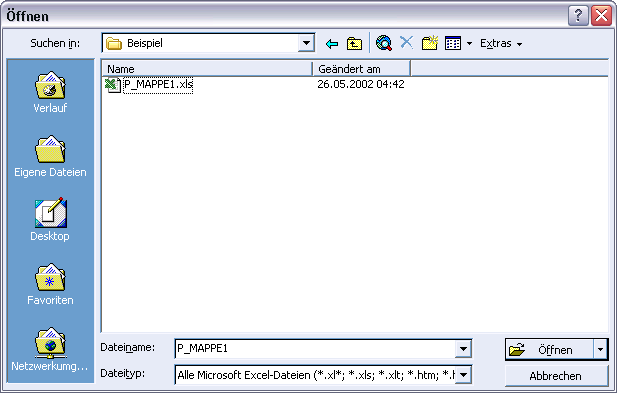 Öffnen
Suchen in: Beispiel Extras
Name Geändert am
P_MAPPE1.xls 26.05.2002 04:42
Verlauf
Eigene Dateien
Desktop
Favoriten
Netzwerkumg...
Dateiname: P_MAPPE1 Öffnen
Dateityp: Alle Microsoft Excel-Dateien (*.xl*; *.xls; *.xlt; *.htm; *.h Abbrechen